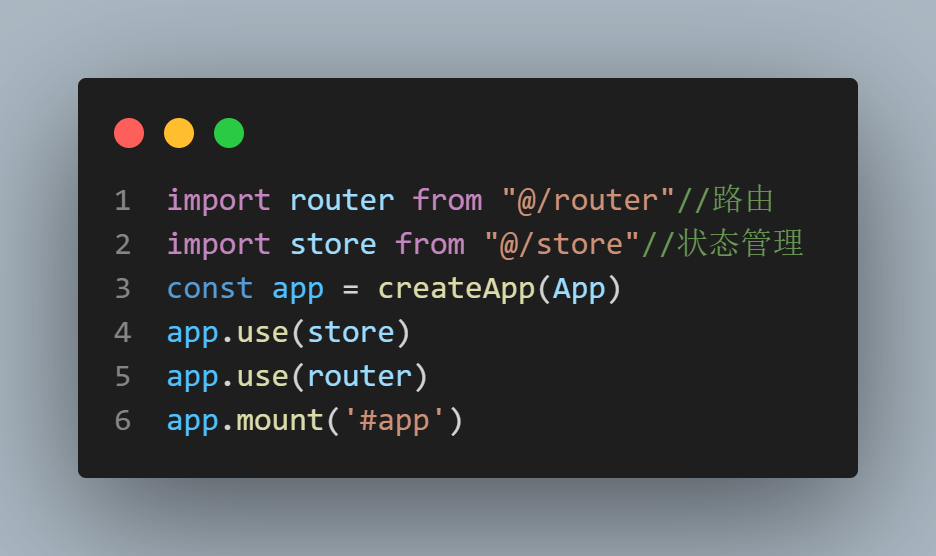 1 import router from "@/router"//路由
2 import store from "@/store"//状态管理
3 const app = createApp(App)
4 app.use(store)
5 app.use(router)
6 app.mount('#app')